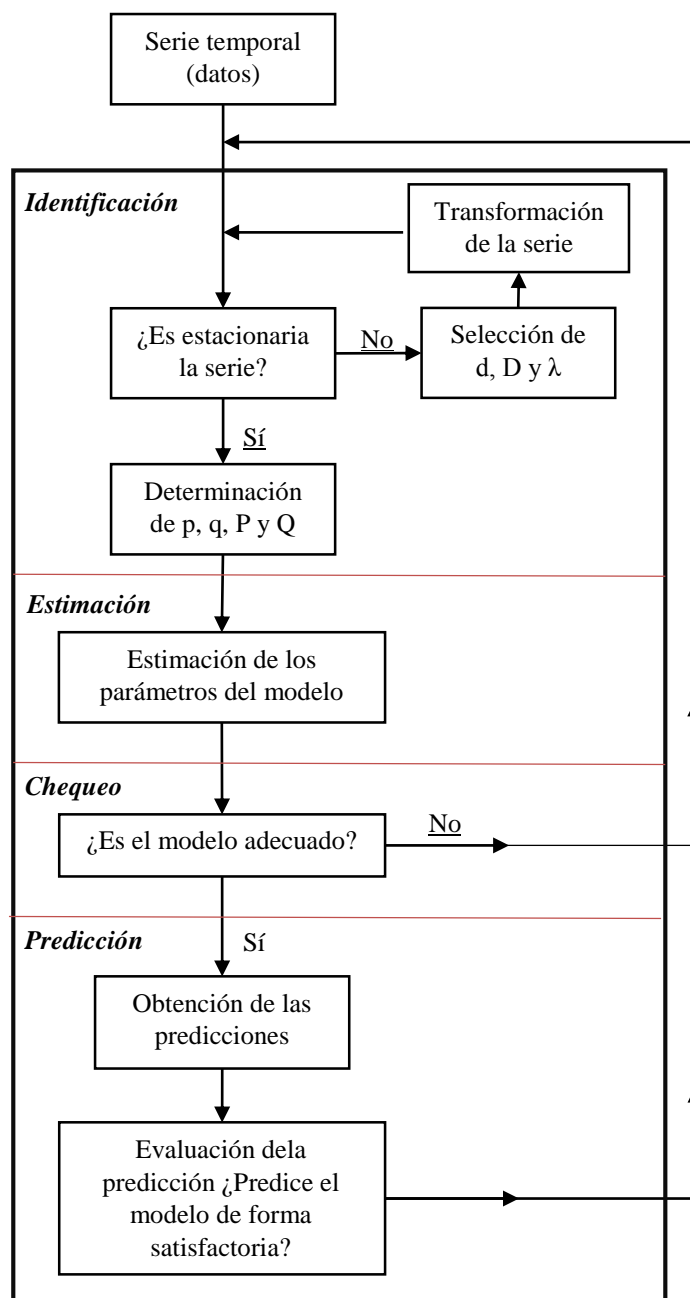 Serie temporal
(datos)
Identificación
Transformación
de la serie
¿Es estacionaria
la serie?
No
Selección de
d, D y λ
Sí
Determinación
de p, q, P y Q
Estimación
Estimación de los
parámetros del modelo
Chequeo
¿Es el modelo adecuado?
No
Predicción
Sí
Obtención de las
predicciones
Evaluación dela
predicción ¿Predice el
modelo de forma
satisfactoria?